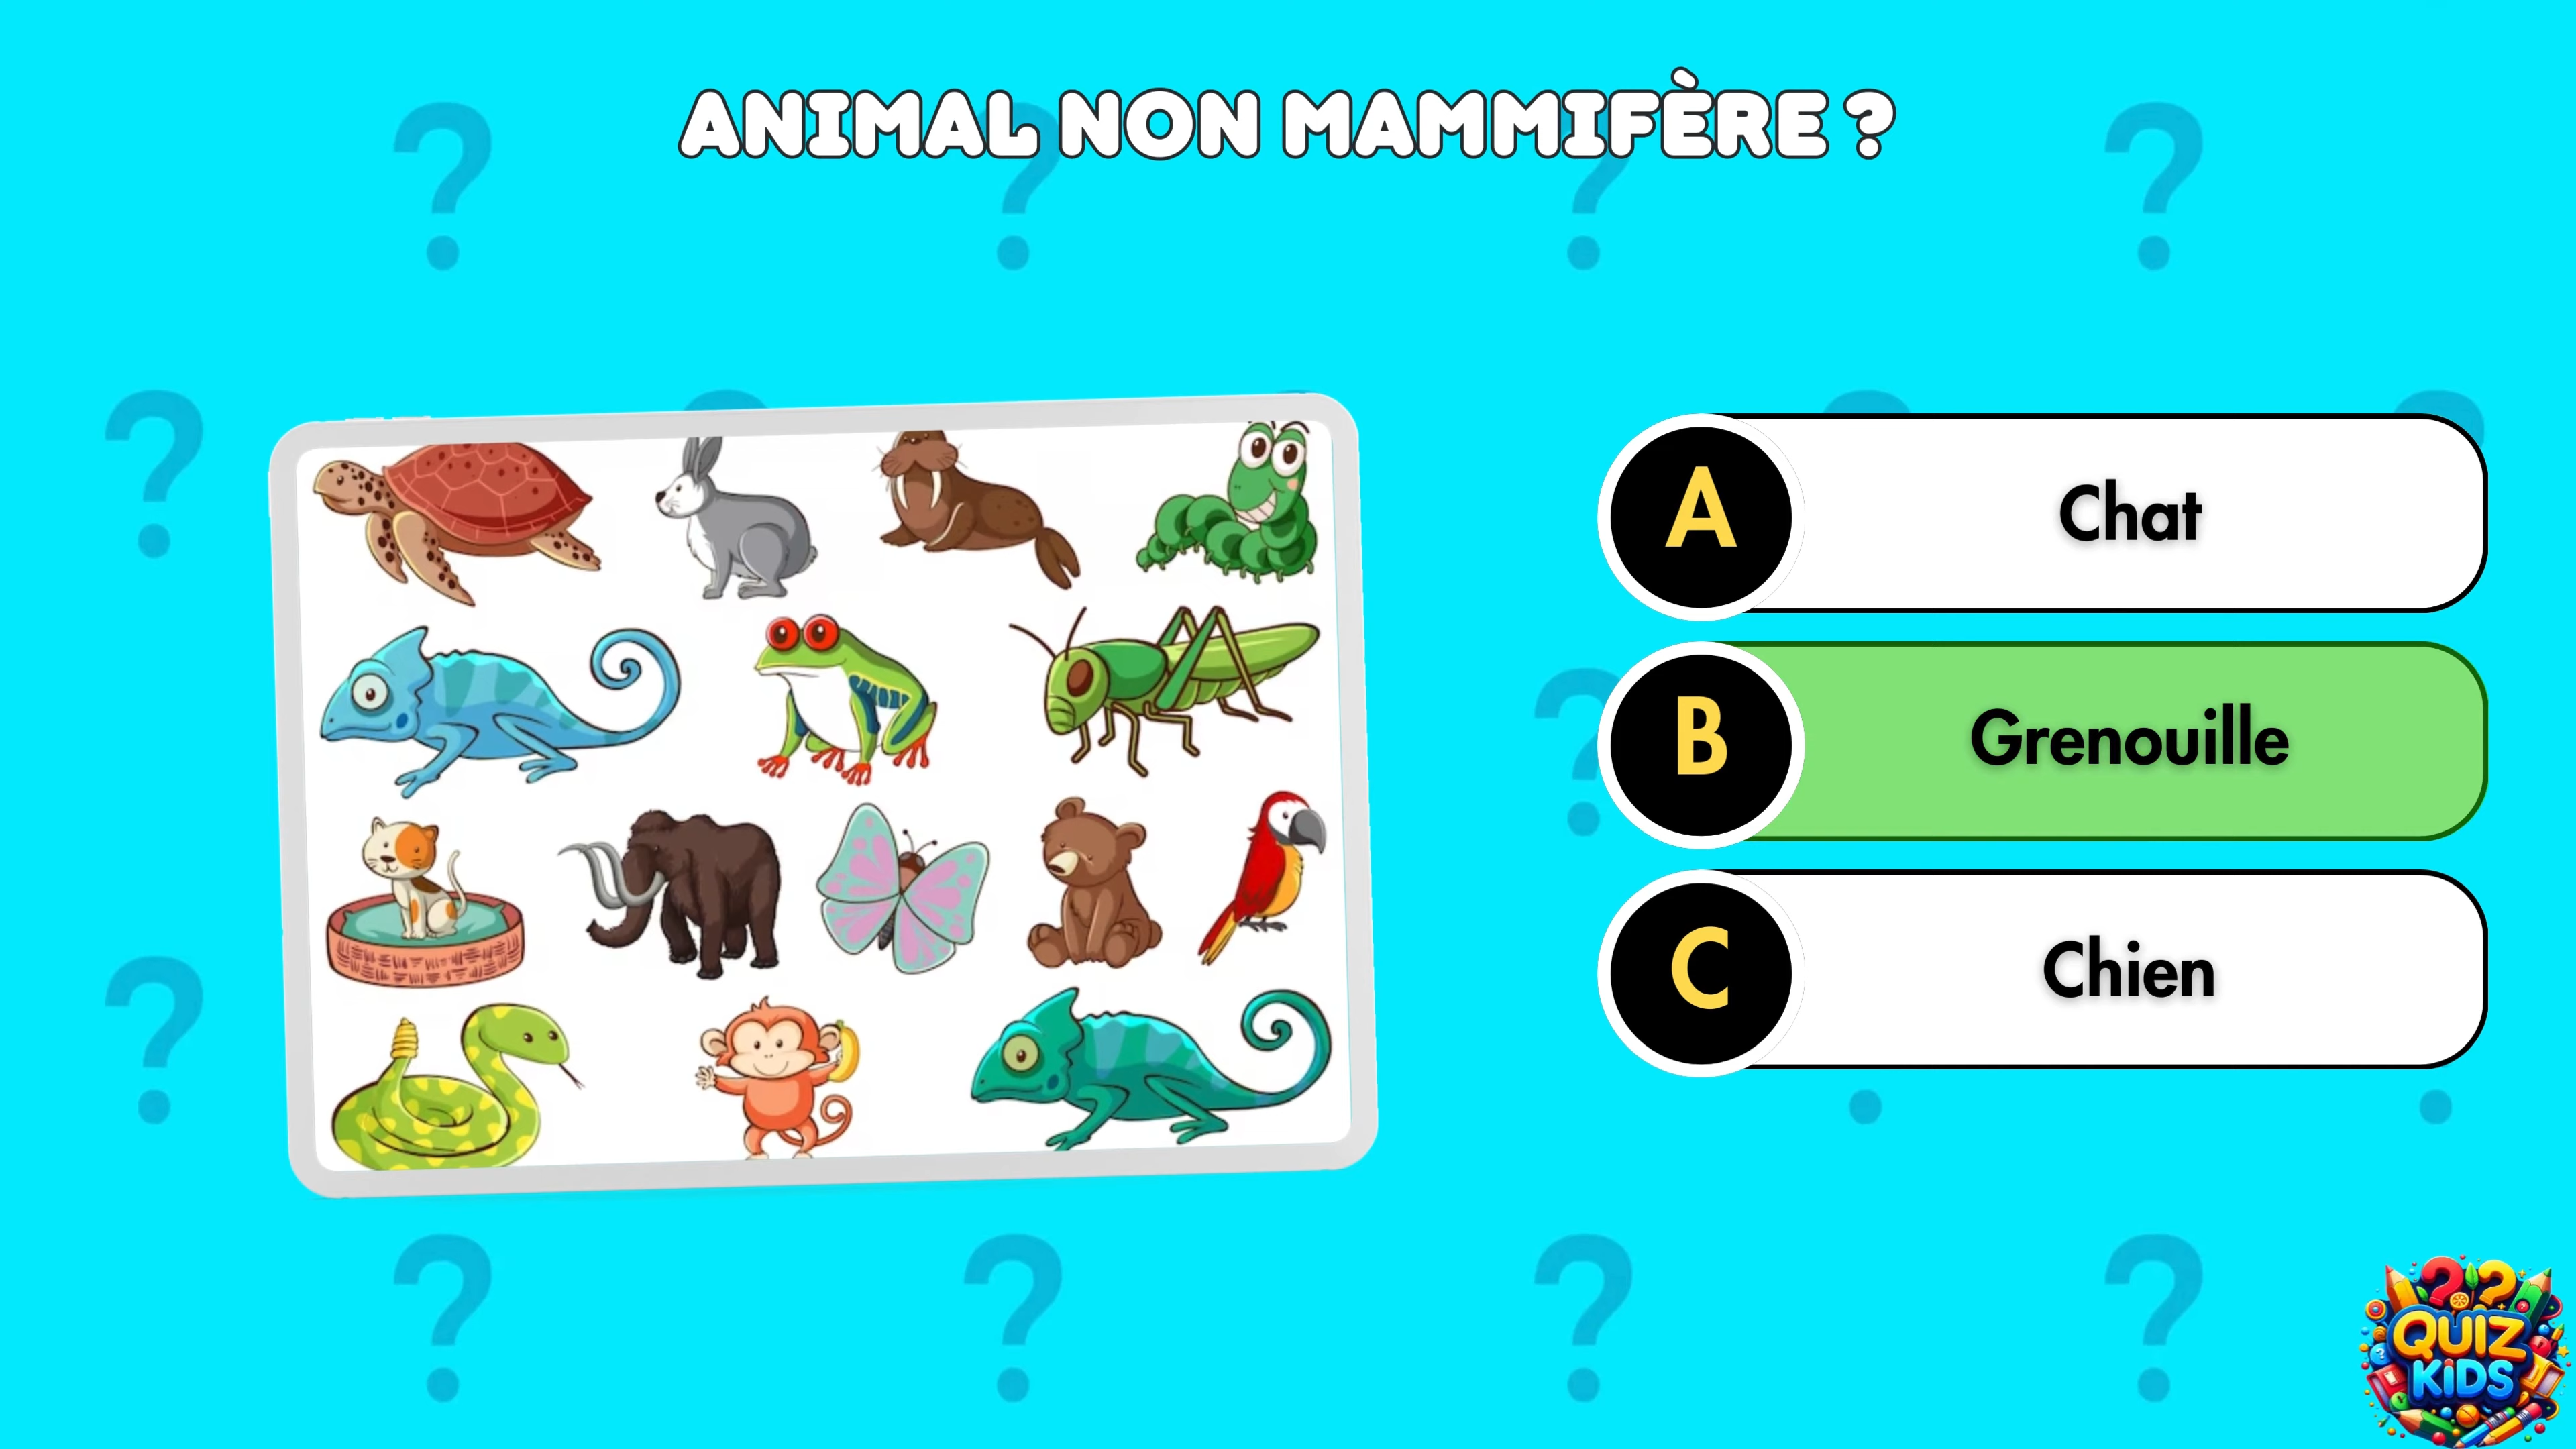 ANIMAL NON MAMMIFÈRE ?
A
Chat
B
Grenouille
C
Chien
QUIZ
KiDS